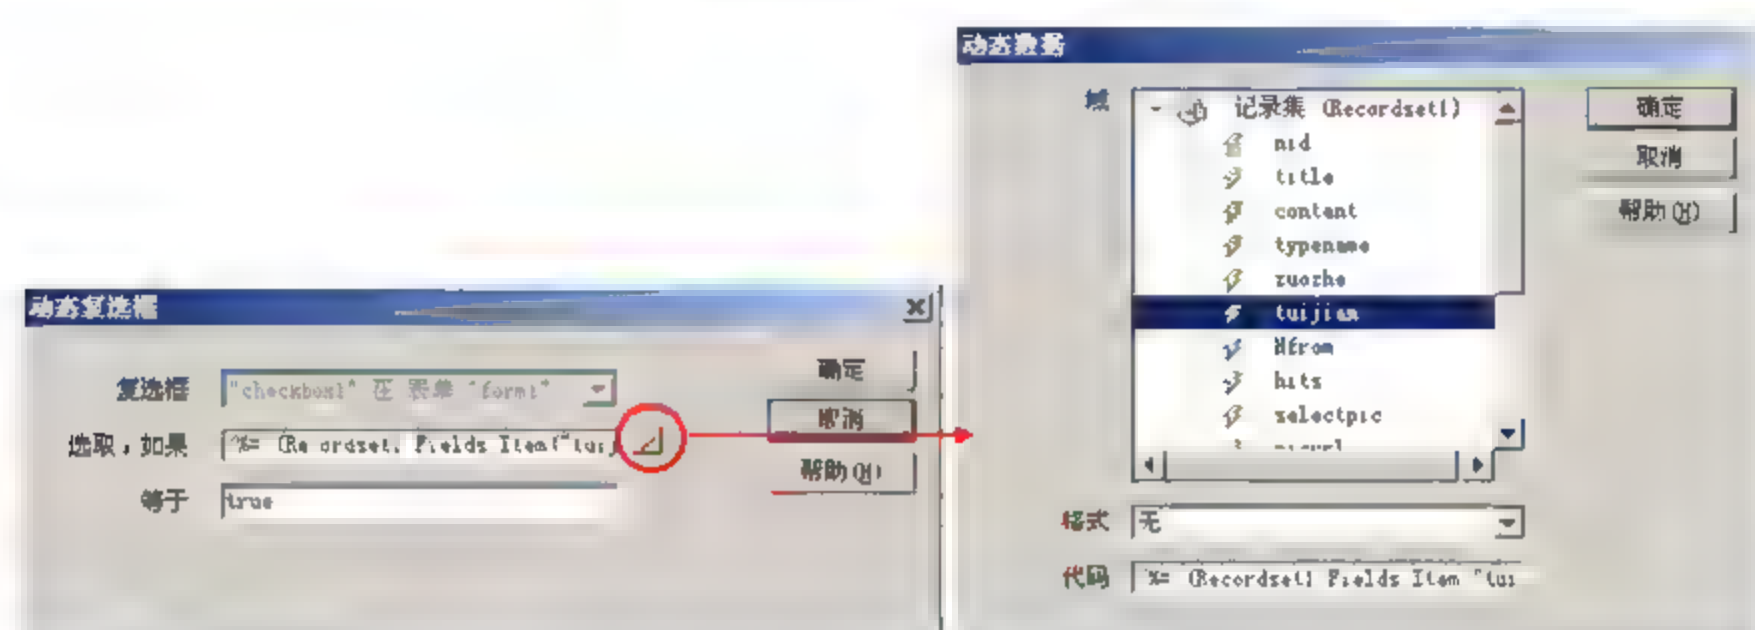 动态复选框
复选框 "checkbox1" 在 表单 "form1"
选取，如果 %= (Recordset1 Fields Item("tuij
等于 true
确定
取消
帮助(H)
动态数据
域
记录集 (Recordset1)
nid
title
content
typename
zuozhe
tuijian
Nfrom
hits
selectpic
确定
取消
帮助(H)
格式 无
代码 %= (Recordset1 Fields Item "tui